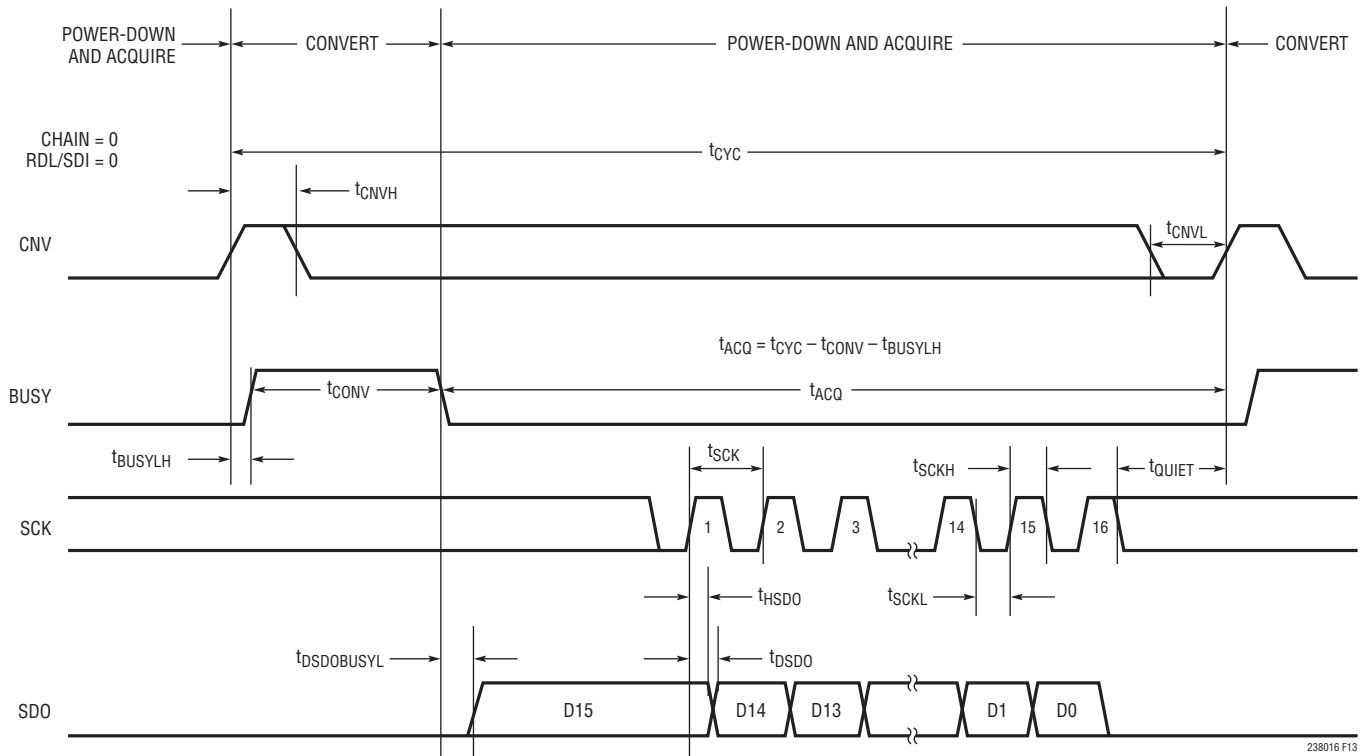 POWER-DOWN
AND ACQUIRE
CONVERT
POWER-DOWN AND ACQUIRE
CONVERT
CHAIN = 0
RDL/SDI = 0
tCYC
tCNVH
CNV
tCNVL
tACQ = tCYC – tCONV – tBUSYLH
BUSY
tCONV
tACQ
tBUSYLH
tSCK
tSCKH
tQUIET
SCK
1
2
3
14
15
16
tHSDO
tSCKL
tDSDOBUSYL
tDSDO
SDO
D15
D14
D13
D1
D0
238016 F13